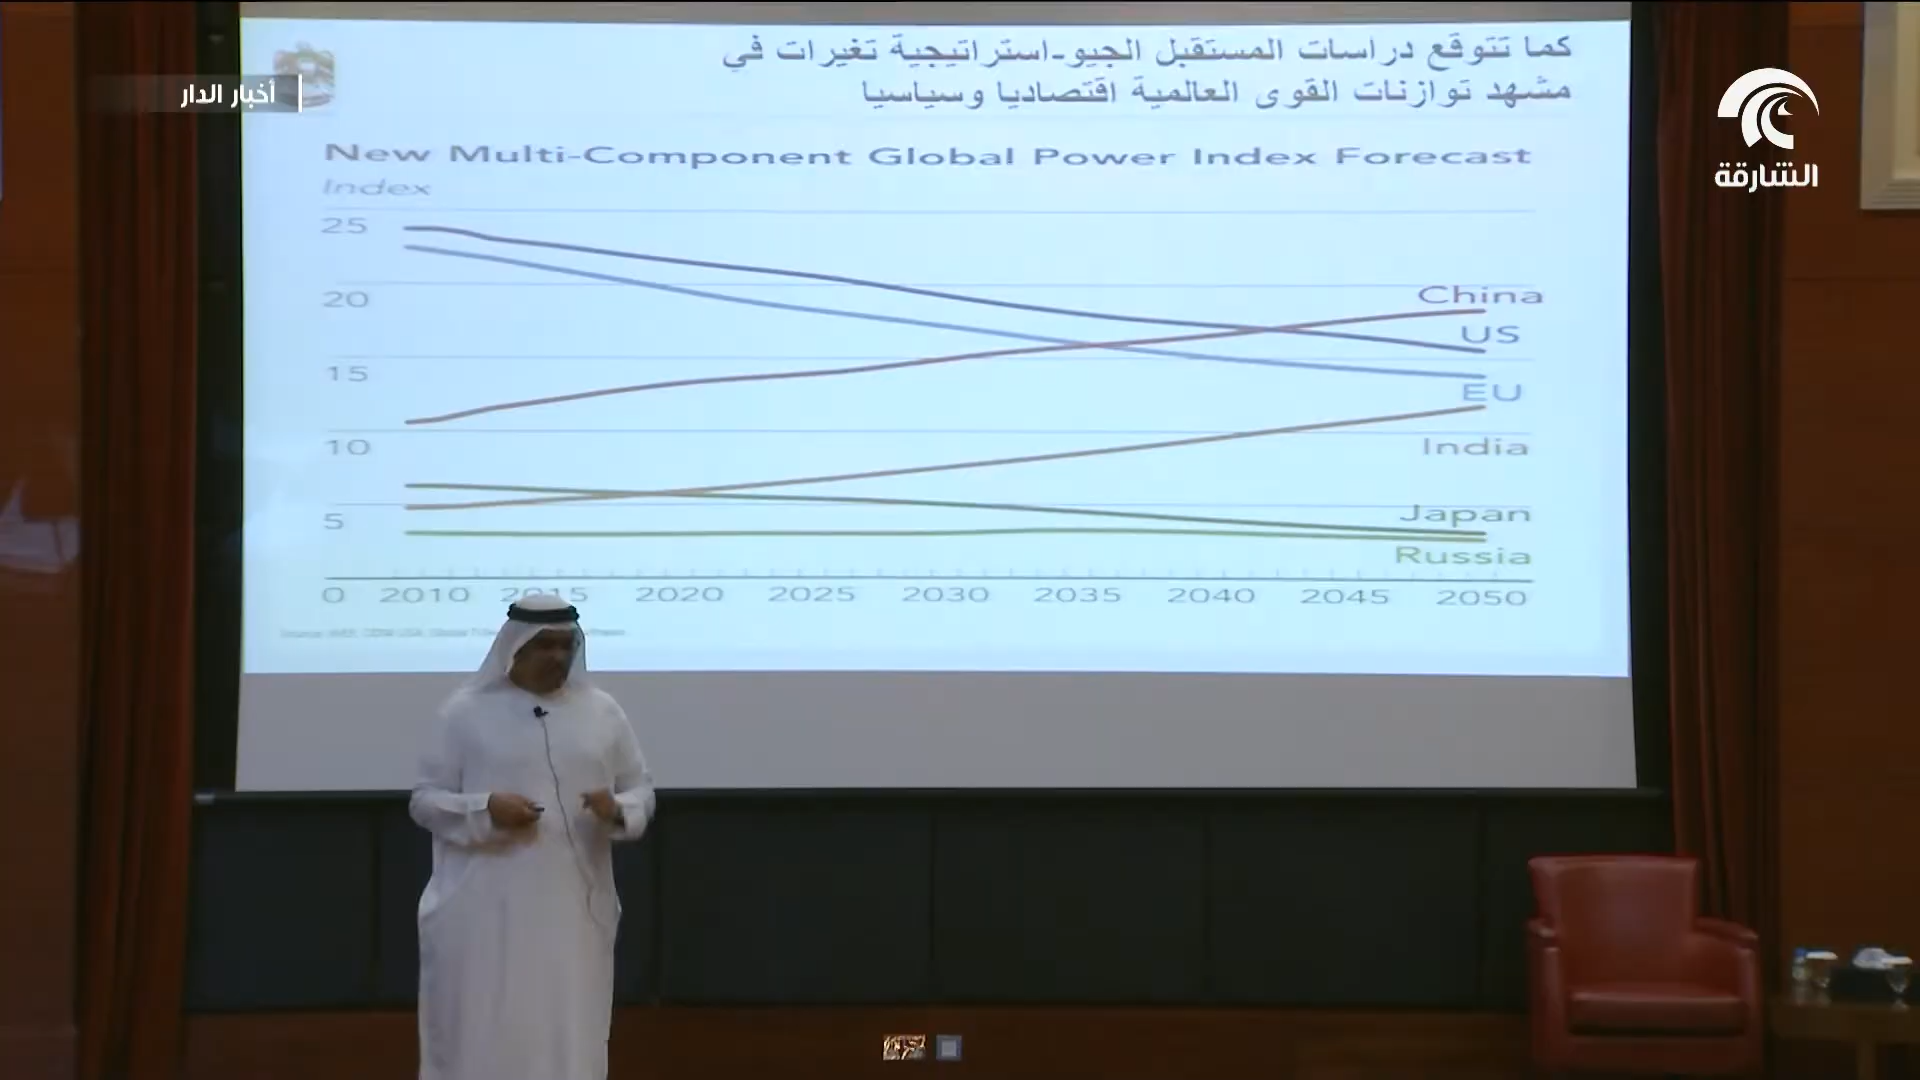 كما تتوقع دراسات المستقبل الجيو-استراتيجية تغيرات في
مشهد توازنات القوى العالمية اقتصاديا وسياسيا
أخبار الدار
الشارقة
New Multi-Component Global Power Index Forecast
Index
25
20
15
10
5
0 2010 2015 2020 2025 2030 2035 2040 2045 2050
China
US
EU
India
Japan
Russia